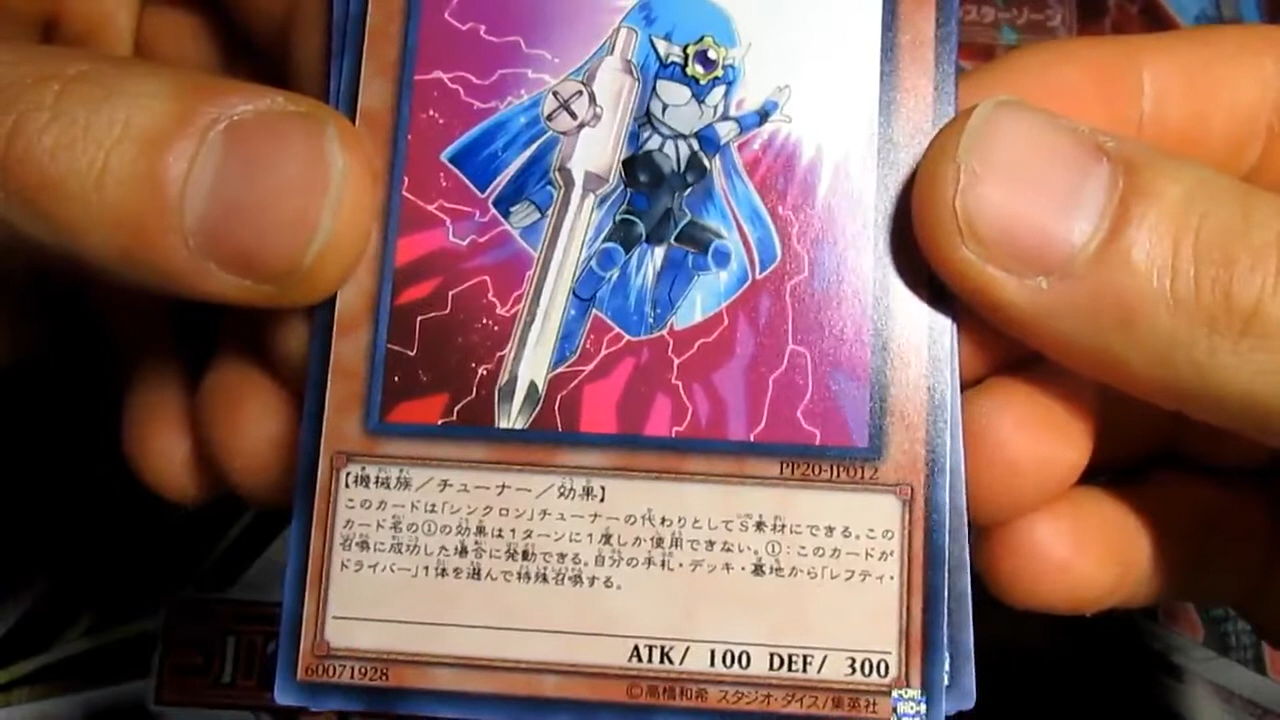 スターソーン
PP20-JP012
【機械族／チューナー／効果】
このカードは「シンクロン」チューナーの代わりとしてS素材にできる。この
カード名の①の効果は1ターンに1度しか使用できない。①：このカードが
召喚に成功した場合に発動できる。自分の手札・デッキ・墓地から「レフティ・
ドライバー」1体を選んで特殊召喚する。
ATK/ 100 DEF/ 300
60071928
©高橋和希 スタジオ・ダイス/集英社